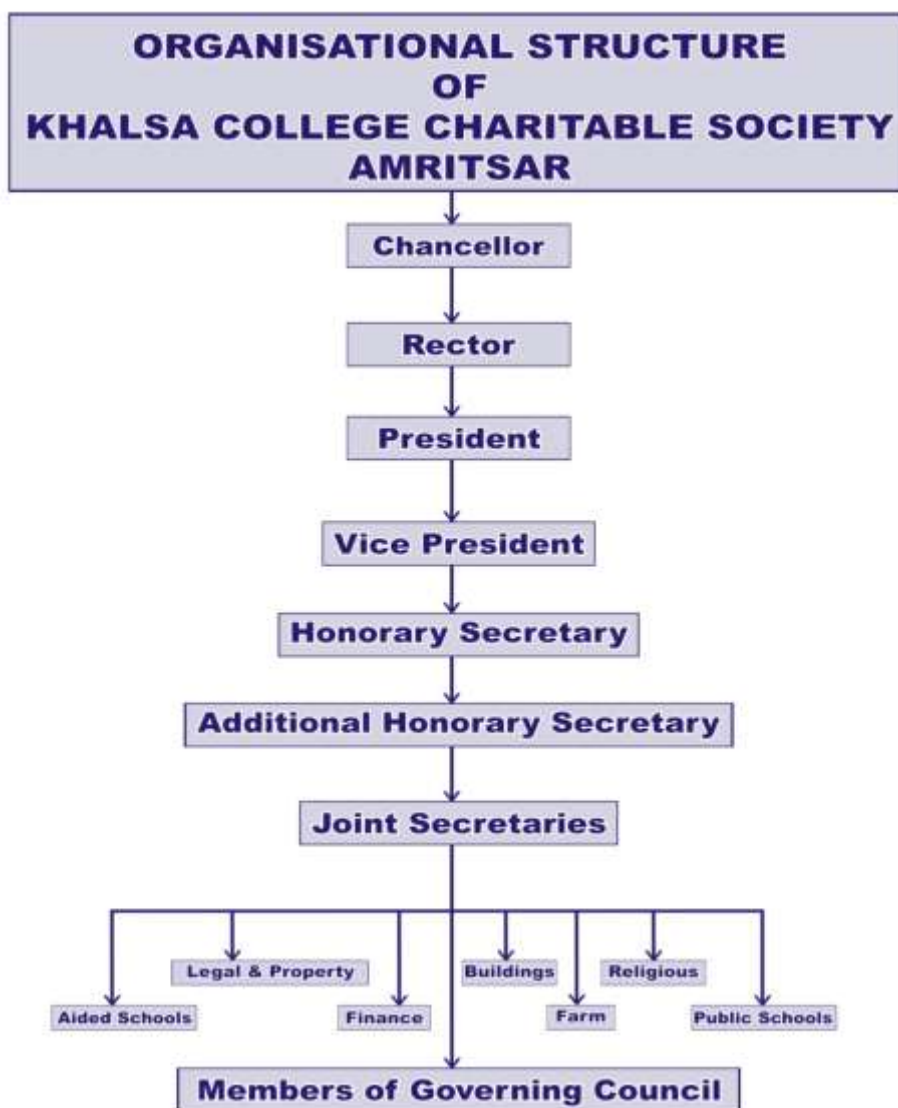 ORGANISATIONAL STRUCTURE
OF
KHALSA COLLEGE CHARITABLE SOCIETY
AMRITSAR
Chancellor
Rector
President
Vice President
Honorary Secretary
Additional Honorary Secretary
Joint Secretaries
Legal & Property
Buildings
Religious
Aided Schools
Finance
Farm
Public Schools
Members of Governing Council